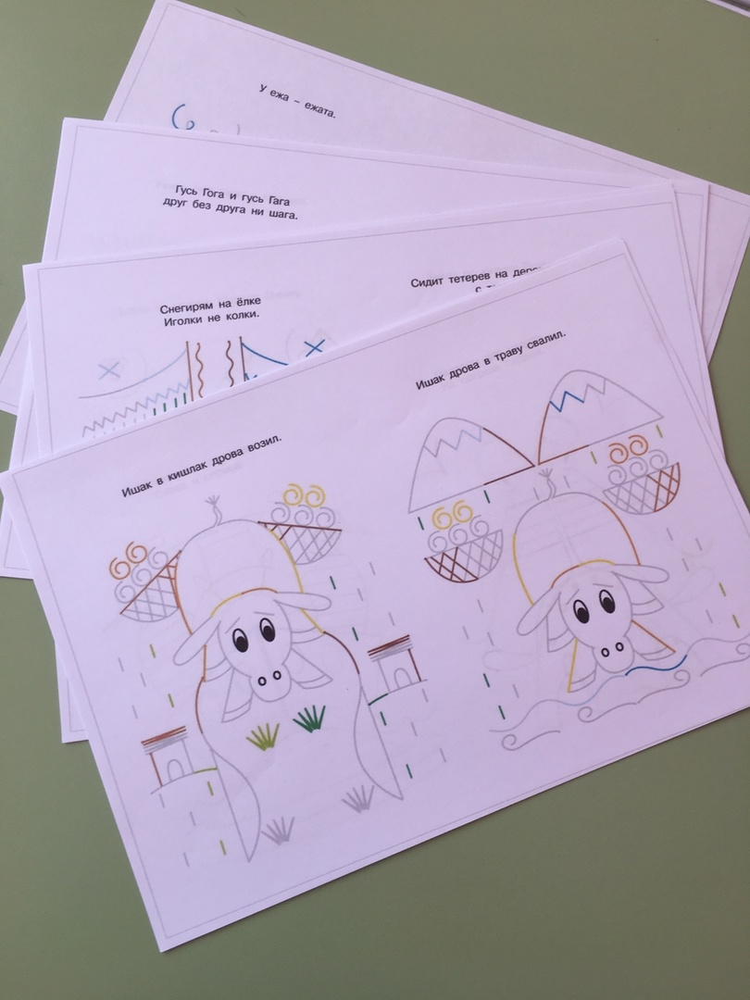 У ежа – ежата.
Гусь Гога и гусь Гага
друг без друга ни шага.
Снегирям на ёлке
Иголки не колки.
Сидит тетерев на
Ишак в кишлак дрова возил.
Ишак дрова в траву свалил.